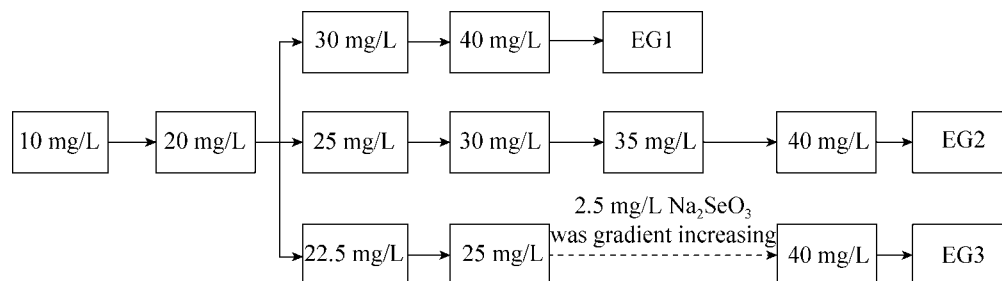 30 mg/L 40 mg/L EG1
10 mg/L 20 mg/L 25 mg/L 30 mg/L 35 mg/L 40 mg/L EG2
2.5 mg/L Na₂SeO₃
was gradient increasing
22.5 mg/L 25 mg/L 40 mg/L EG3